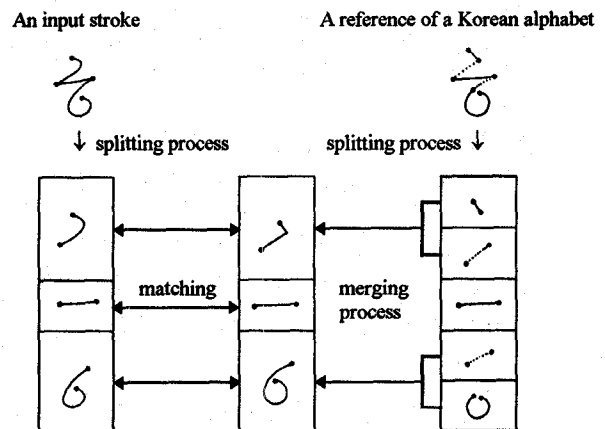 An input stroke
A reference of a Korean alphabet
↓ splitting process
splitting process ↓
matching
merging
process